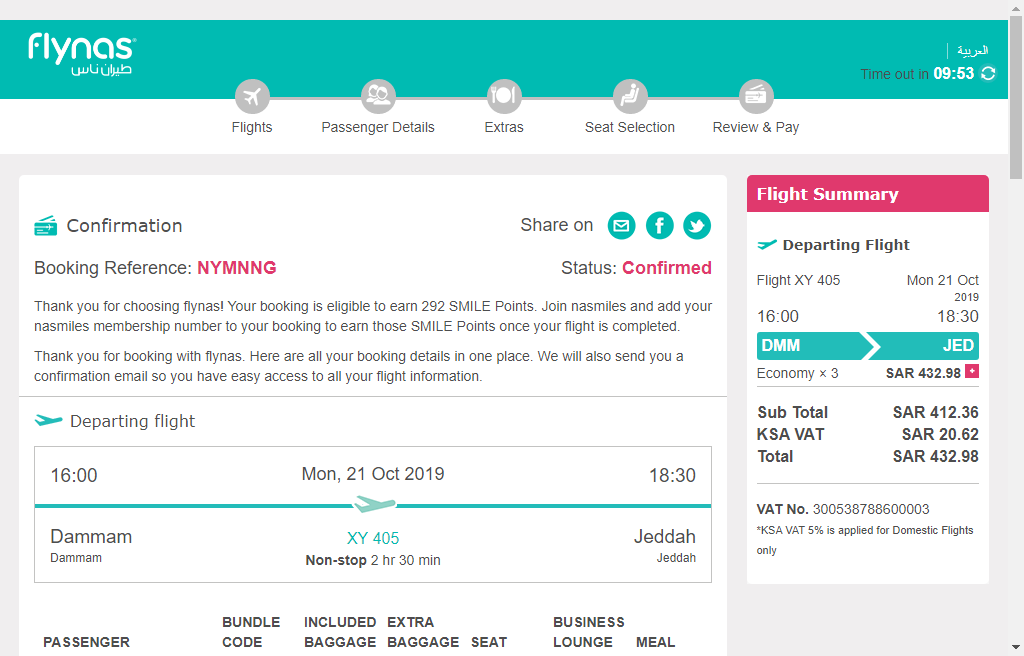 flynas
طيران ناس
العربية
Time out in 09:53
Flights
Passenger Details
Extras
Seat Selection
Review & Pay
Confirmation
Share on
Booking Reference: NYMNNG
Status: Confirmed
Thank you for choosing flynas! Your booking is eligible to earn 292 SMILE Points. Join nasmiles and add your
nasmiles membership number to your booking to earn those SMILE Points once your flight is completed.
Thank you for booking with flynas. Here are all your booking details in one place. We will also send you a
confirmation email so you have easy access to all your flight information.
Departing flight
16:00 Mon, 21 Oct 2019 18:30
Dammam XY 405 Jeddah
Dammam Non-stop 2 hr 30 min Jeddah
BUNDLE INCLUDED EXTRA BUSINESS
PASSENGER CODE BAGGAGE BAGGAGE SEAT LOUNGE MEAL
Flight Summary
Departing Flight
Flight XY 405 Mon 21 Oct
2019
16:00 18:30
DMM JED
Economy × 3 SAR 432.98 +
Sub Total SAR 412.36
KSA VAT SAR 20.62
Total SAR 432.98
VAT No. 300538788600003
*KSA VAT 5% is applied for Domestic Flights
only